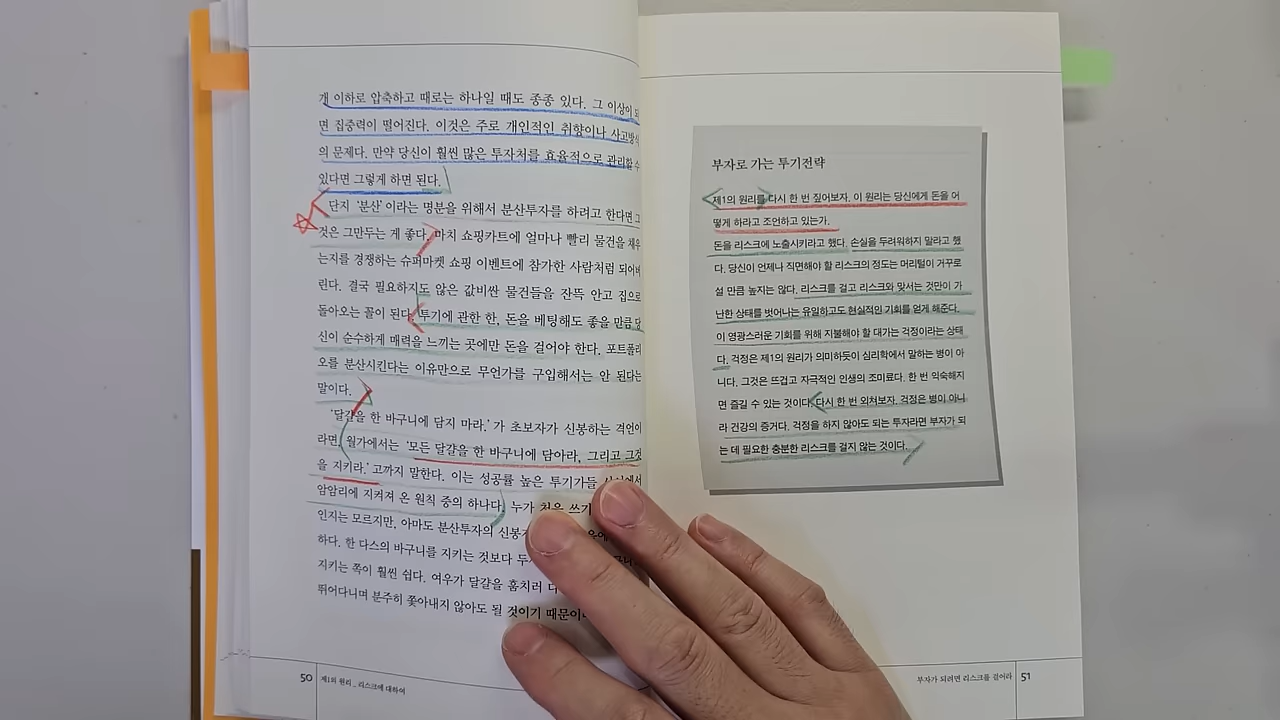 개 이하로 압축하고 때로는 하나일 때도 종종 있다. 그 이상이 되
면 집중력이 떨어진다. 이것은 주로 개인적인 취향이나 사고방식
의 문제다. 만약 당신이 훨씬 많은 투자처를 효율적으로 관리할 수
있다면 그렇게 하면 된다.
단지 ‘분산’이라는 명분을 위해서 분산투자를 하려고 한다면 그
것은 그만두는 게 좋다. 마치 쇼핑카트에 얼마나 빨리 물건을 채우
는지를 경쟁하는 슈퍼마켓 쇼핑 이벤트에 참가한 사람처럼 되어버
린다. 결국 필요하지도 않은 값비싼 물건들을 잔뜩 안고 집으로
돌아오는 꼴이 된다. 투기에 관한 한, 돈을 베팅해도 좋을 만큼 당
신이 순수하게 매력을 느끼는 곳에만 돈을 걸어야 한다. 포트폴리
오를 분산시킨다는 이유만으로 무언가를 구입해서는 안 된다는
말이다.
‘달걀을 한 바구니에 담지 마라.’가 초보자가 신봉하는 격언이
라면, 월가에서는 ‘모든 달걀을 한 바구니에 담아라, 그리고 그것
을 지키라.’고까지 말한다. 이는 성공률 높은 투기가들
암암리에 지켜져 온 원칙 중의 하나다. 누가 처음
인지는 모르지만, 아마도 분산투자의
하다. 한 다스의 바구니를 지키는 것보다
지키는 쪽이 훨씬 쉽다. 여우가 달걀을 훔치러
뛰어다니며 분주히 쫓아내지 않아도 될 것이기
50 제1의 원리 _ 리스크에 대하여
부자로 가는 투기전략
제1의 원리를 다시 한 번 짚어보자. 이 원리는 당신에게 돈을 어
떻게 하라고 조언하고 있는가.
돈을 리스크에 노출시키라고 했다. 손실을 두려워하지 말라고 했
다. 당신이 언제나 직면해야 할 리스크의 정도는 머리털이 거꾸로
설 만큼 높지는 않다. 리스크를 걸고 리스크와 맞서는 것만이 가
난한 상태를 벗어나는 유일하고도 현실적인 기회를 얻게 해준다.
이 영광스러운 기회를 위해 지불해야 할 대가는 걱정이라는 상태
다. 걱정은 제1의 원리가 의미하듯이 심리학에서 말하는 병이 아
니다. 그것은 뜨겁고 자극적인 인생의 조미료다. 한 번 익숙해지
면 즐길 수 있는 것이다. 다시 한 번 외쳐보자. 걱정은 병이 아니
라 건강의 증거다. 걱정을 하지 않아도 되는 투자라면 부자가 되
는 데 필요한 충분한 리스크를 걸지 않는 것이다.
부자가 되려면 리스크를 걸어라 51